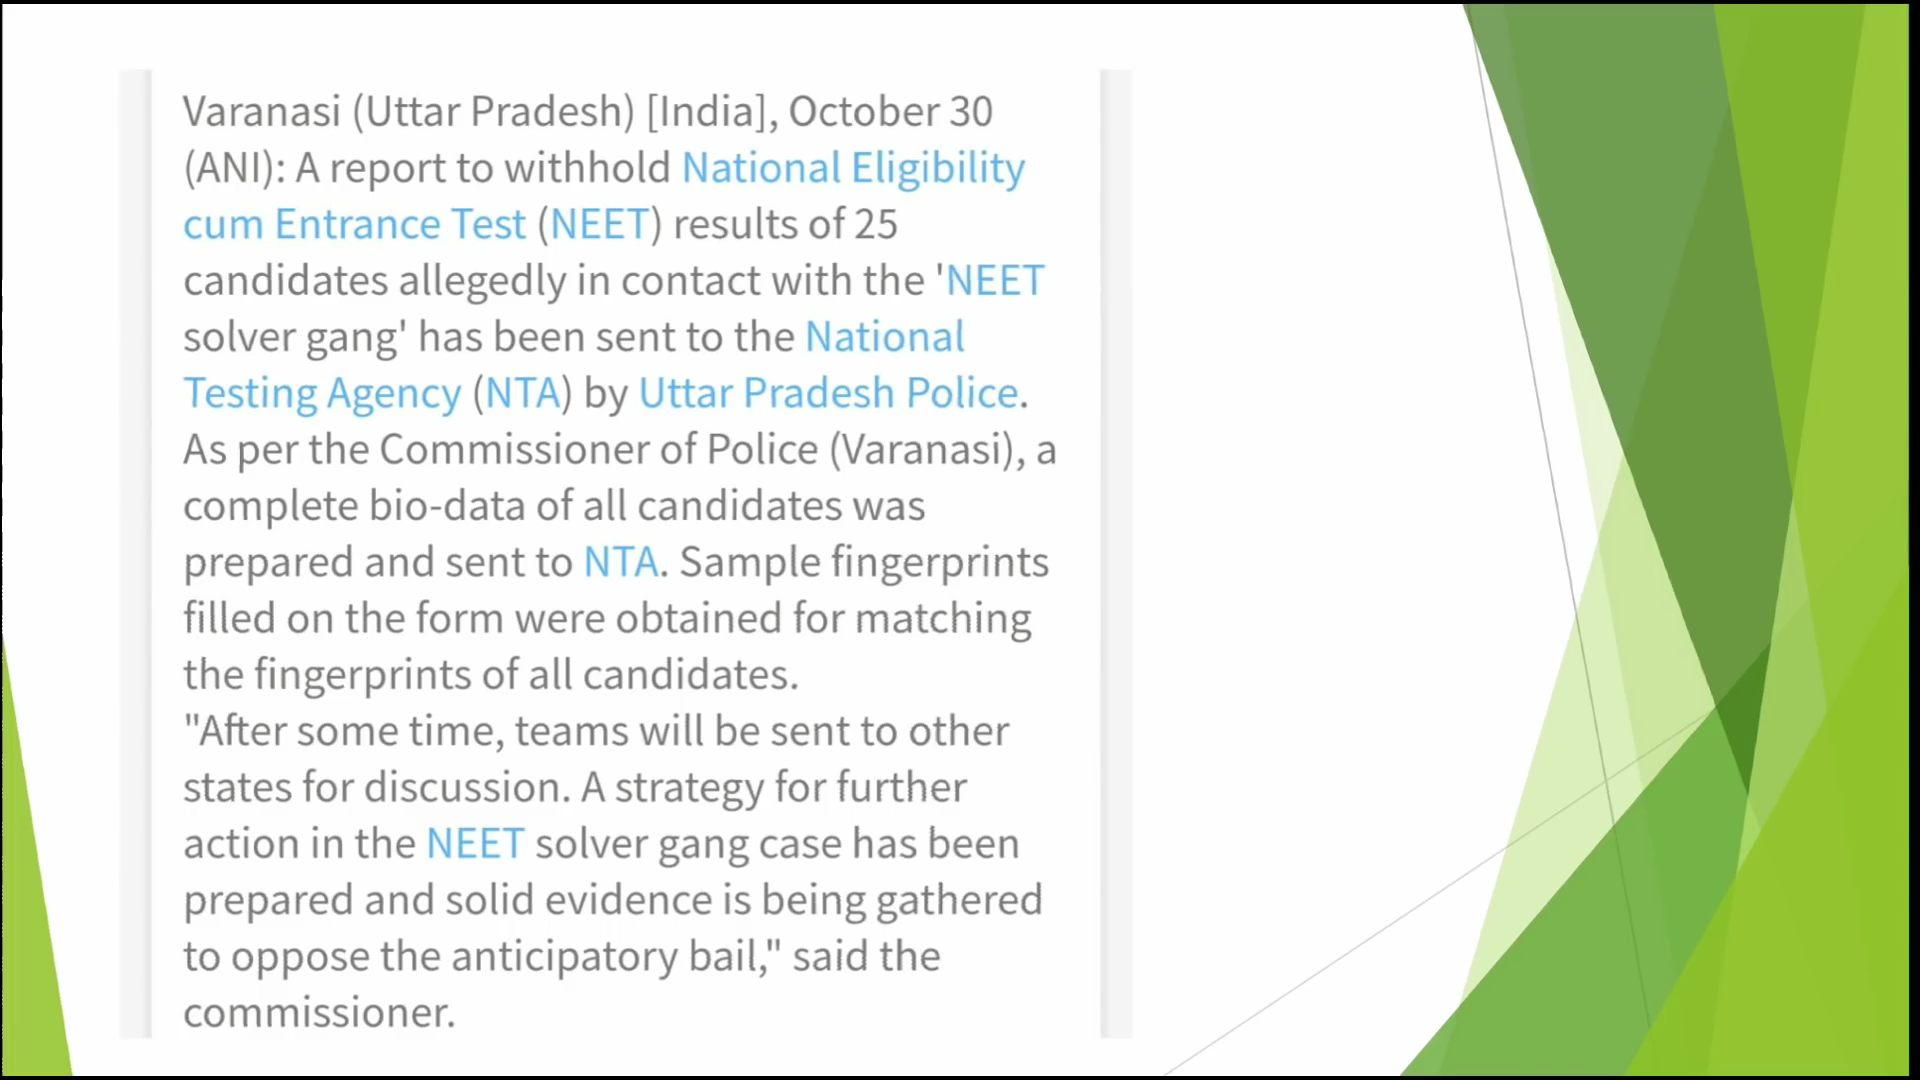 Varanasi (Uttar Pradesh) [India], October 30
(ANI): A report to withhold National Eligibility
cum Entrance Test (NEET) results of 25
candidates allegedly in contact with the 'NEET
solver gang' has been sent to the National
Testing Agency (NTA) by Uttar Pradesh Police.
As per the Commissioner of Police (Varanasi), a
complete bio-data of all candidates was
prepared and sent to NTA. Sample fingerprints
filled on the form were obtained for matching
the fingerprints of all candidates.
"After some time, teams will be sent to other
states for discussion. A strategy for further
action in the NEET solver gang case has been
prepared and solid evidence is being gathered
to oppose the anticipatory bail," said the
commissioner.